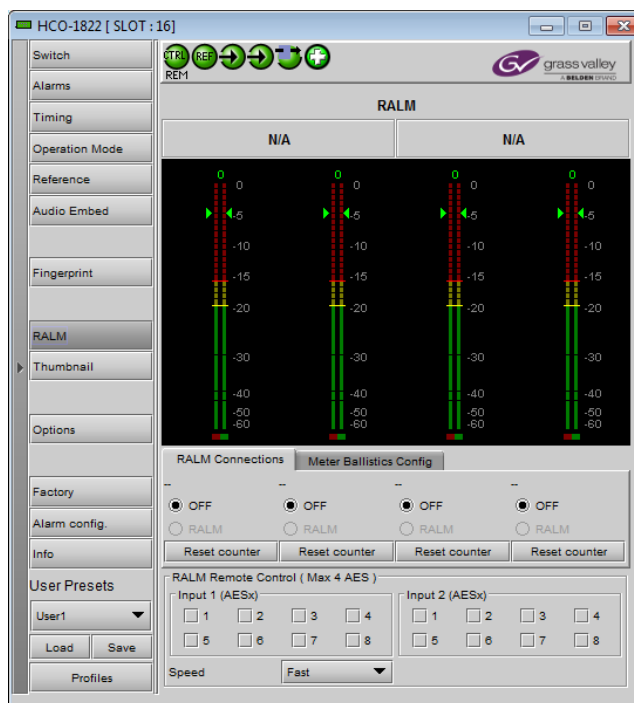 HCO-1822 [ SLOT : 16]
Switch
Alarms
Timing
Operation Mode
Reference
Audio Embed
Fingerprint
RALM
Thumbnail
Options
Factory
Alarm config.
Info
User Presets
User1
Load Save
Profiles
CTRL REF
REM
grass valley
A BELDEN BRAND
RALM
N/A N/A
0 0 0 0
0 0 0 0
-5 -5 -5 -5
-10 -10 -10 -10
-15 -15 -15 -15
-20 -20 -20 -20
-30 -30 -30 -30
-40 -40 -40 -40
-50 -50 -50 -50
-60 -60 -60 -60
RALM Connections Meter Ballistics Config
-- -- -- --
OFF OFF OFF OFF
RALM RALM RALM RALM
Reset counter Reset counter Reset counter Reset counter
RALM Remote Control ( Max 4 AES )
Input 1 (AESx) Input 2 (AESx)
1 2 3 4 1 2 3 4
5 6 7 8 5 6 7 8
Speed Fast